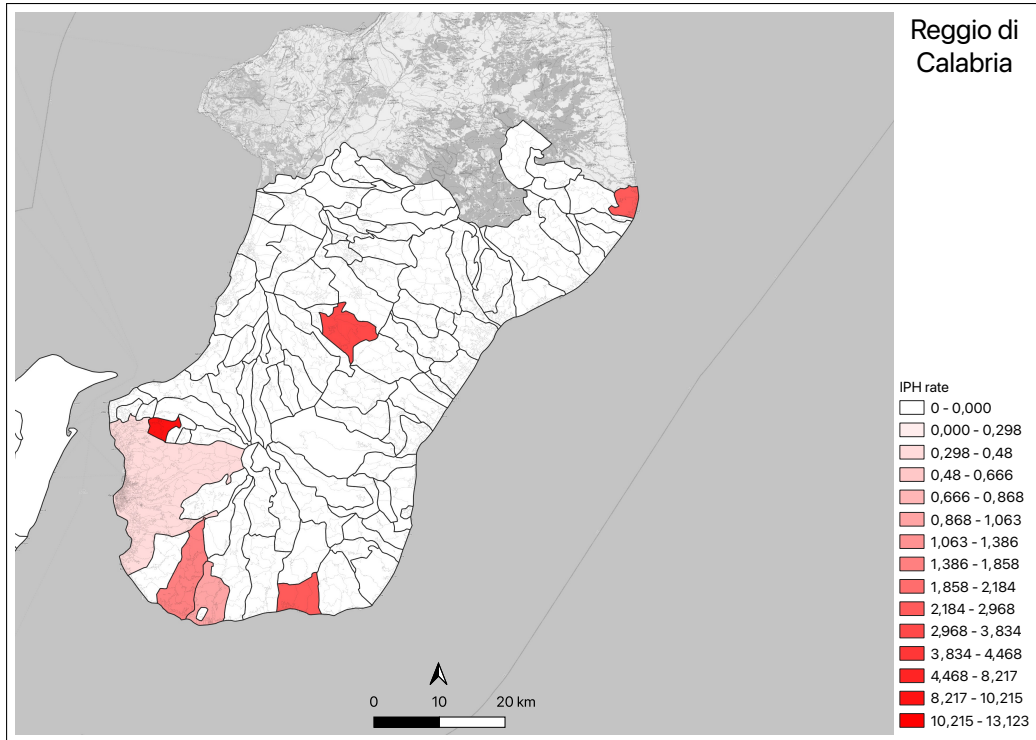 Reggio di
Calabria
IPH rate
0 - 0,000
0,000 - 0,298
0,298 - 0,48
0,48 - 0,666
0,666 - 0,868
0,868 - 1,063
1,063 - 1,386
1,386 - 1,858
1,858 - 2,184
2,184 - 2,968
2,968 - 3,834
3,834 - 4,468
4,468 - 8,217
8,217 - 10,215
10,215 - 13,123
0 10 20 km